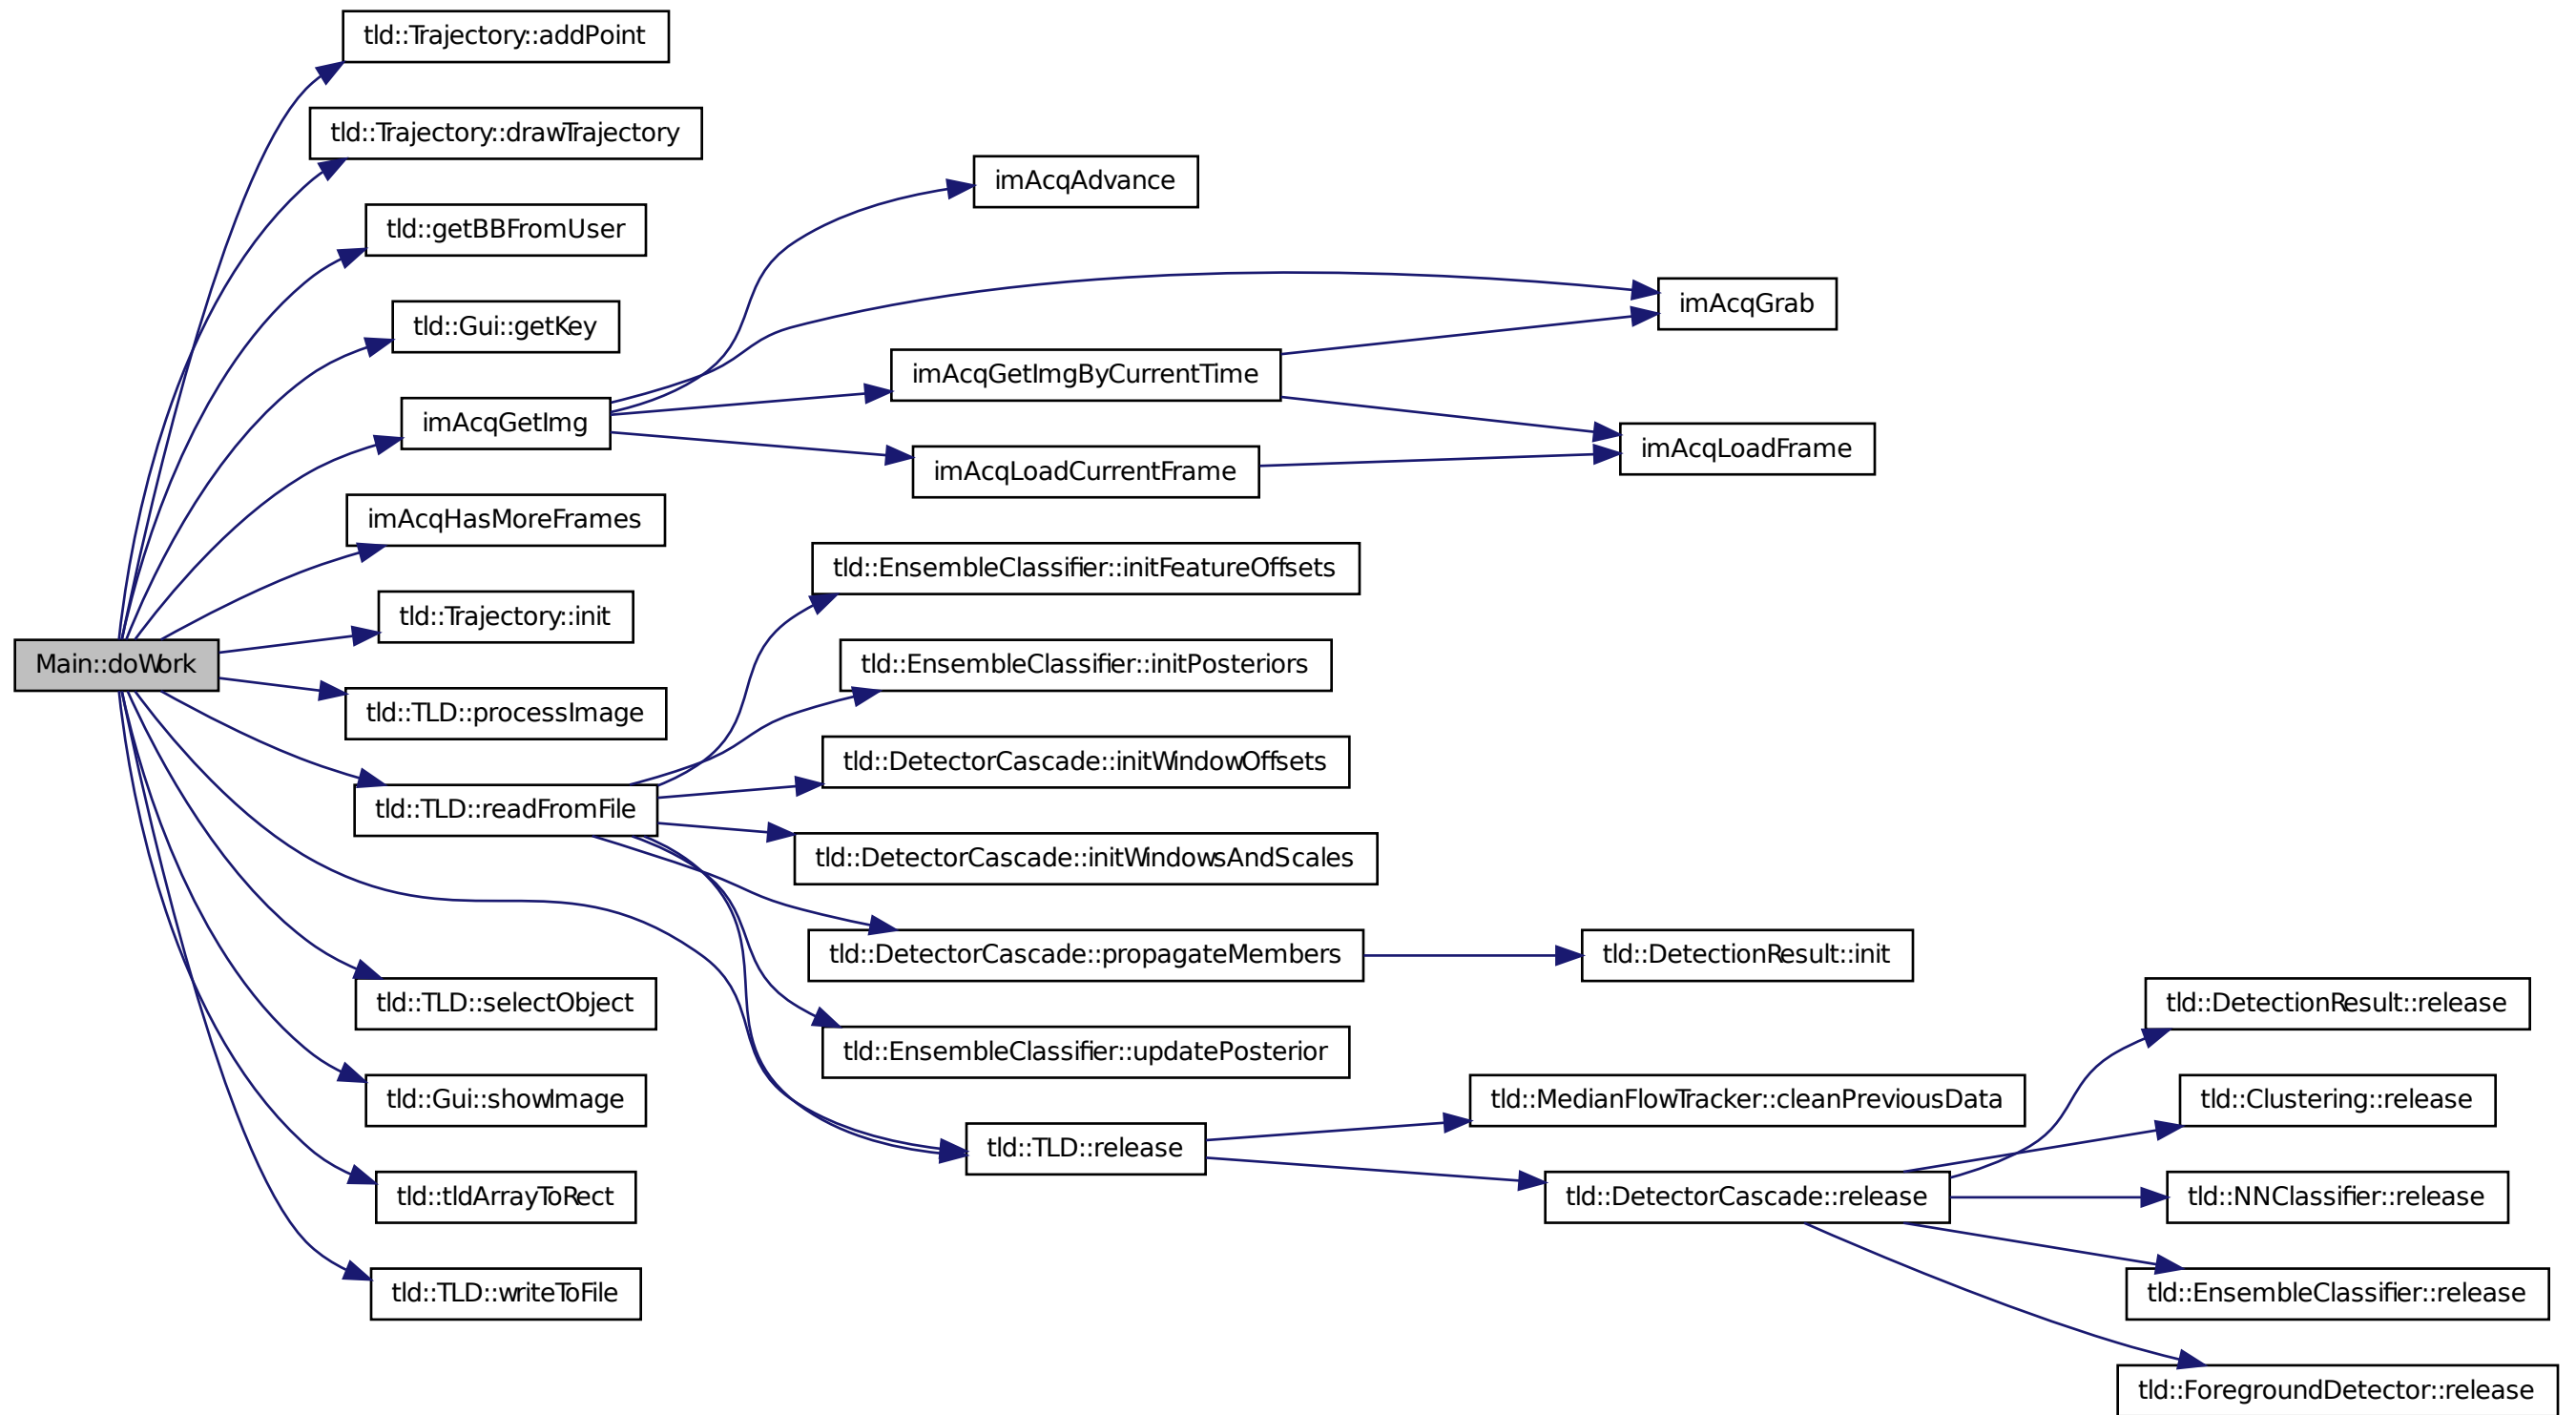 tld::Trajectory::addPoint
tld::Trajectory::drawTrajectory
tld::getBBFromUser
tld::Gui::getKey
imAcqGetImg
imAcqHasMoreFrames
tld::Trajectory::init
Main::doWork
tld::TLD::processImage
tld::TLD::readFromFile
tld::TLD::selectObject
tld::Gui::showImage
tld::tldArrayToRect
tld::TLD::writeToFile
imAcqAdvance
imAcqGetImgByCurrentTime
imAcqLoadCurrentFrame
imAcqGrab
imAcqLoadFrame
tld::EnsembleClassifier::initFeatureOffsets
tld::EnsembleClassifier::initPosteriors
tld::DetectorCascade::initWindowOffsets
tld::DetectorCascade::initWindowsAndScales
tld::DetectorCascade::propagateMembers
tld::EnsembleClassifier::updatePosterior
tld::TLD::release
tld::DetectionResult::init
tld::MedianFlowTracker::cleanPreviousData
tld::DetectorCascade::release
tld::DetectionResult::release
tld::Clustering::release
tld::NNClassifier::release
tld::EnsembleClassifier::release
tld::ForegroundDetector::release